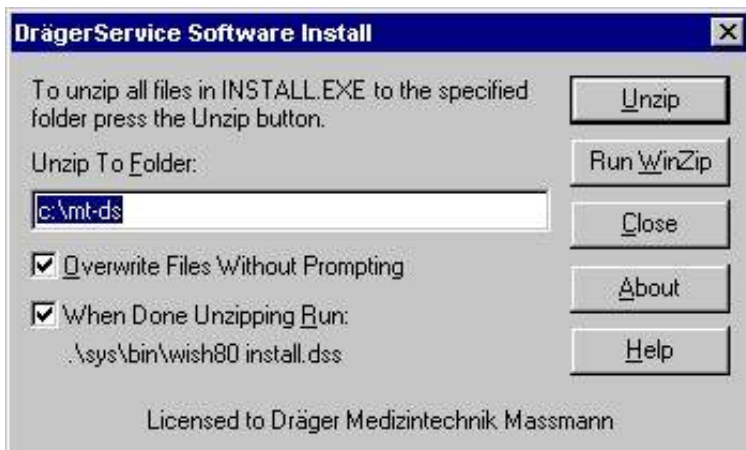 DrägerService Software Install
To unzip all files in INSTALL.EXE to the specified
folder press the Unzip button.
Unzip To Folder:
c:\mt-ds
Overwrite Files Without Prompting
When Done Unzipping Run:
.\sys\bin\wish80 install.dss
Unzip
Run WinZip
Close
About
Help
Licensed to Dräger Medizintechnik Massmann